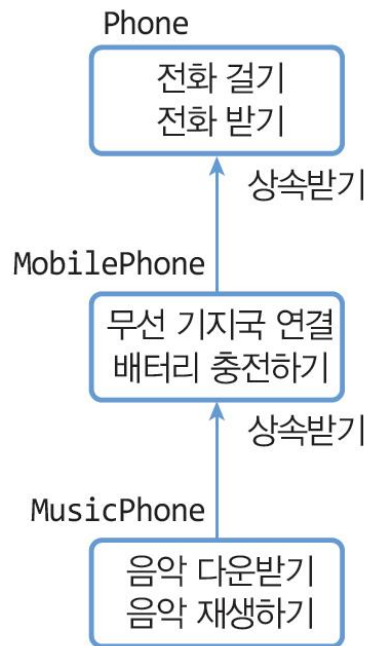 Phone
전화 걸기
전화 받기
상속받기
MobilePhone
무선 기지국 연결
배터리 충전하기
상속받기
MusicPhone
음악 다운받기
음악 재생하기